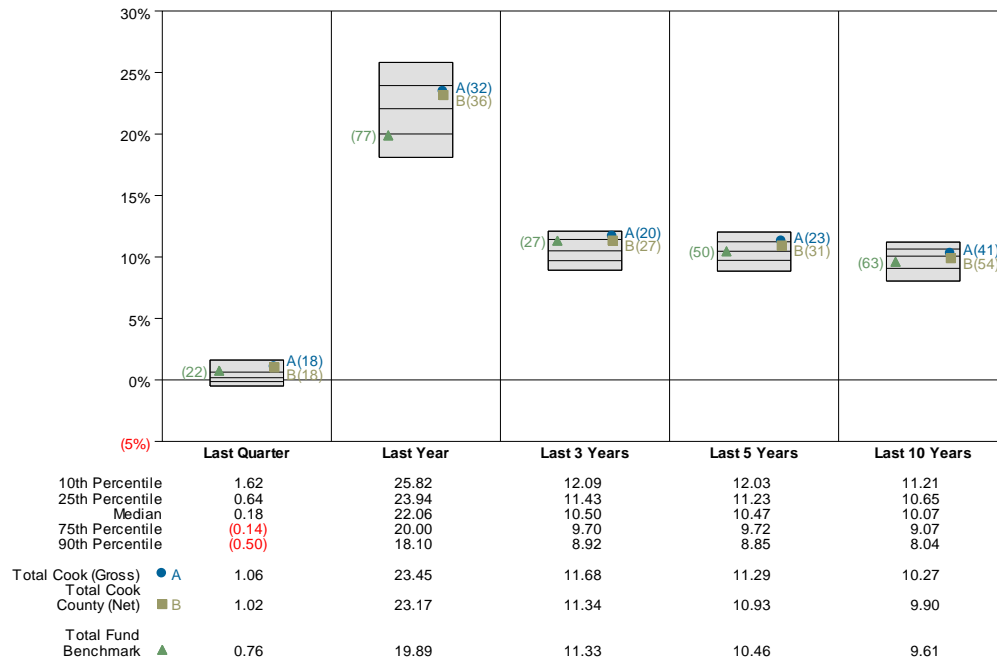 30%
25%
20%
15%
10%
5%
0%
(5%)
(22)
A(18)
B(18)
(77)
A(32)
B(36)
(27)
A(20)
B(27)
(50)
A(23)
B(31)
(63)
A(41)
B(54)
Last Quarter Last Year Last 3 Years Last 5 Years Last 10 Years
10th Percentile 1.62 25.82 12.09 12.03 11.21
25th Percentile 0.64 23.94 11.43 11.23 10.65
Median 0.18 22.06 10.50 10.47 10.07
75th Percentile (0.14) 20.00 9.70 9.72 9.07
90th Percentile (0.50) 18.10 8.92 8.85 8.04
Total Cook (Gross) A 1.06 23.45 11.68 11.29 10.27
Total Cook
County (Net) B 1.02 23.17 11.34 10.93 9.90
Total Fund
Benchmark 0.76 19.89 11.33 10.46 9.61